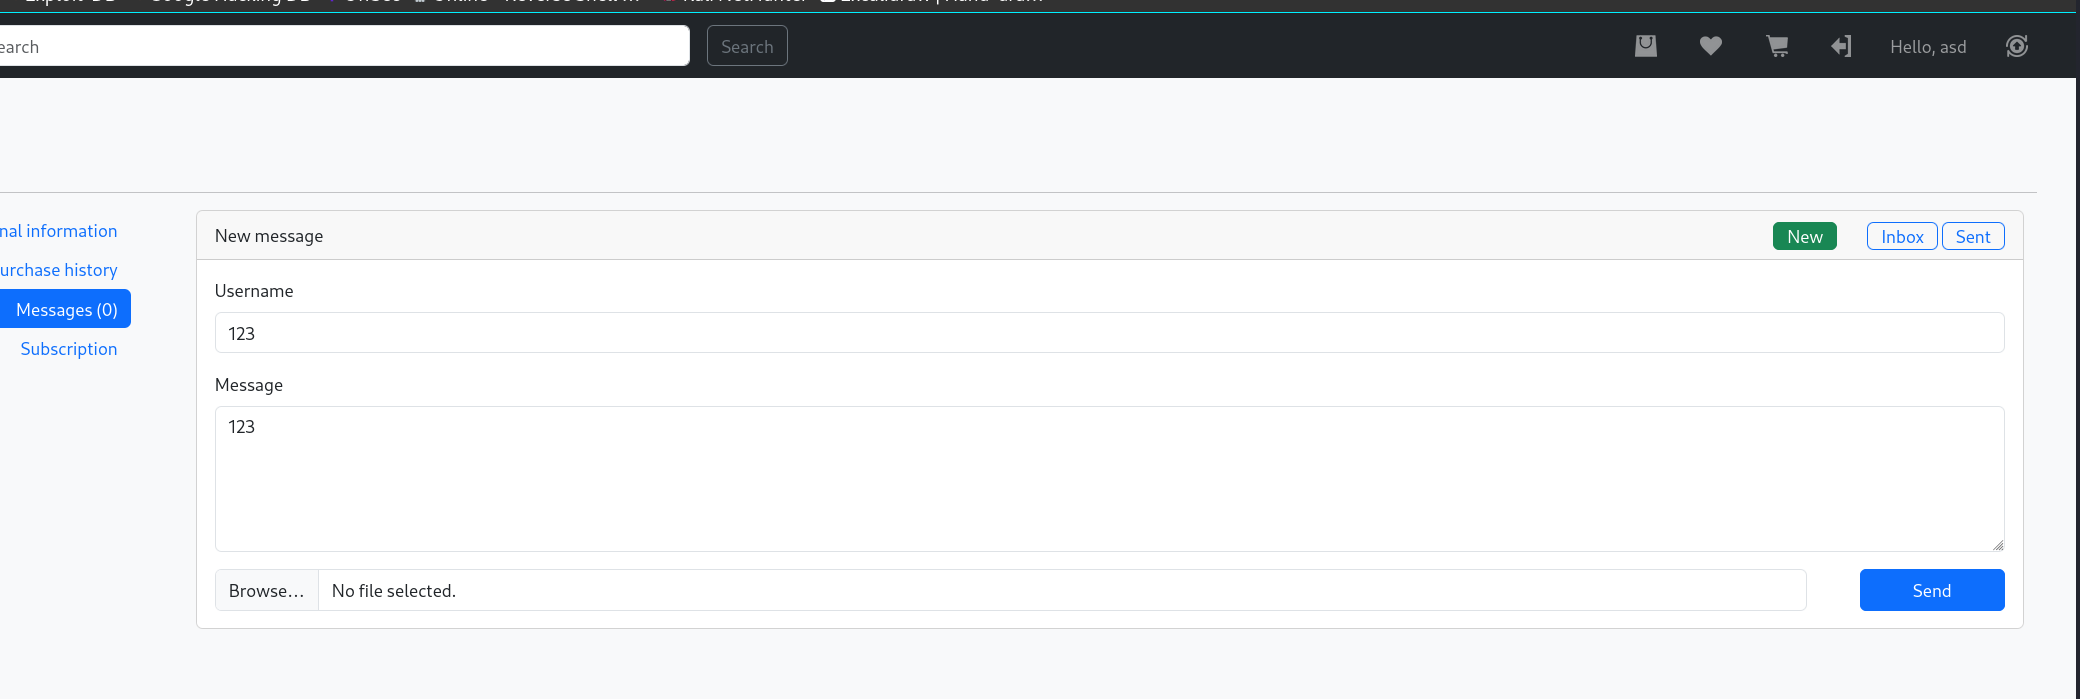 earch
Search
Hello, asd
nal information
urchase history
Messages (0)
Subscription
New message
New
Inbox
Sent
Username
123
Message
123
Browse...
No file selected.
Send